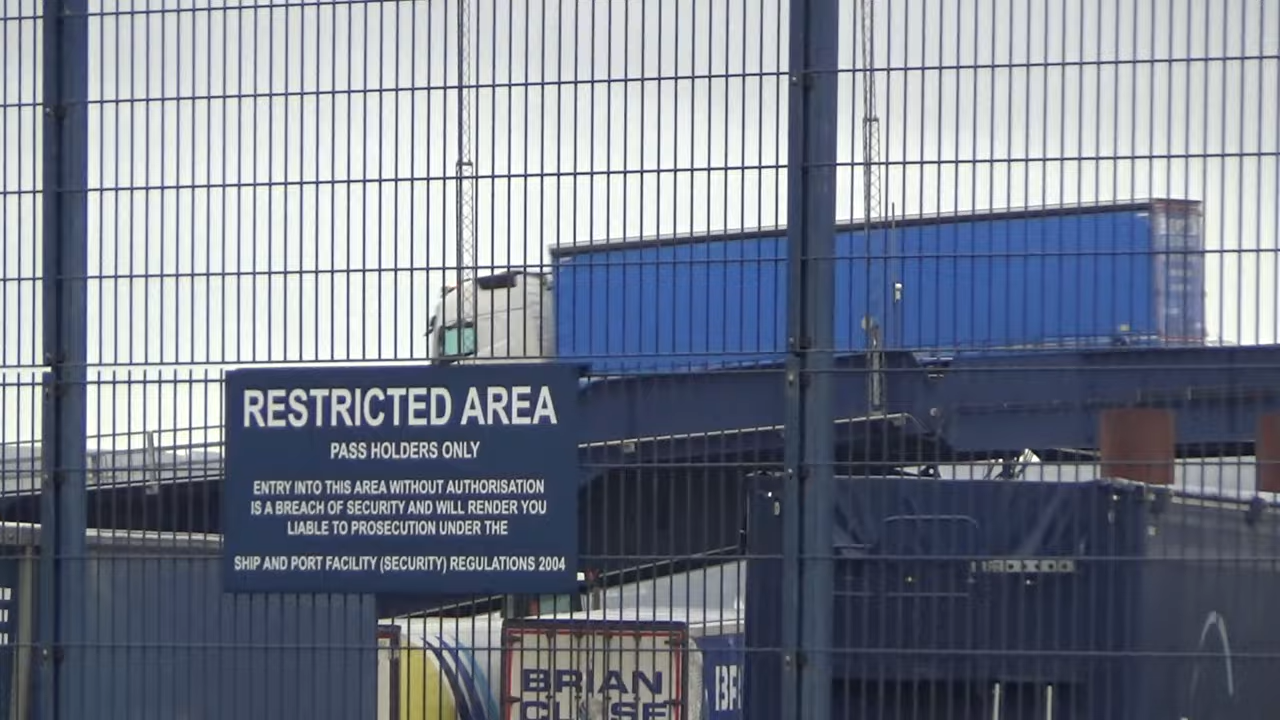 RESTRICTED AREA
PASS HOLDERS ONLY
ENTRY INTO THIS AREA WITHOUT AUTHORISATION
IS A BREACH OF SECURITY AND WILL RENDER YOU
LIABLE TO PROSECUTION UNDER THE
SHIP AND PORT FACILITY (SECURITY) REGULATIONS 2004
BRIAN